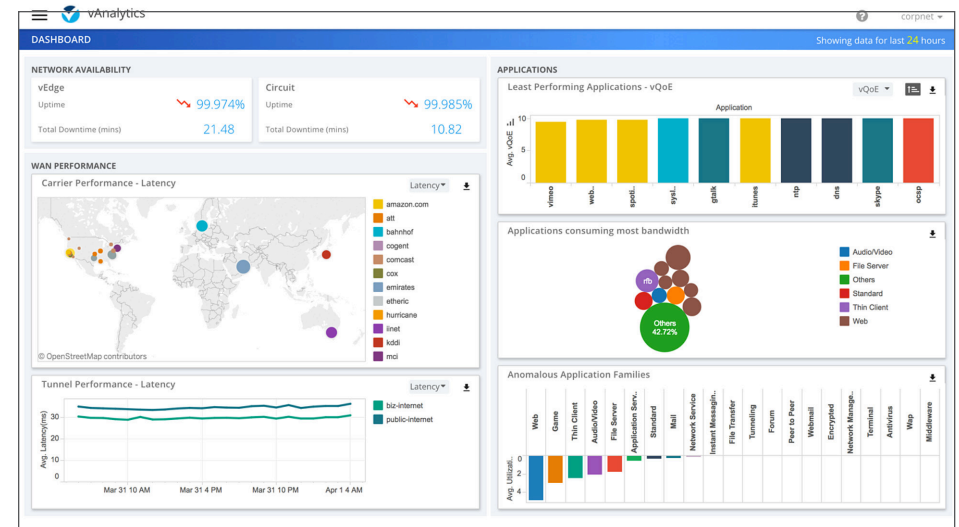 vAnalytics
corpnet
DASHBOARD
Showing data for last 24 hours
NETWORK AVAILABILITY
vEdge
Uptime
99.974%
Total Downtime (mins)
21.48
Circuit
Uptime
99.985%
Total Downtime (mins)
10.82
WAN PERFORMANCE
Carrier Performance - Latency
Latency
amazon.com
att
bahnhof
cogent
comcast
cox
emirates
etheric
hurricane
iinet
kddi
mci
© OpenStreetMap contributors
Tunnel Performance - Latency
Latency
Avg. Latency(ms)
30
20
10
0
Mar 31 10 AM
Mar 31 4 PM
Mar 31 10 PM
Apr 1 4 AM
biz-internet
public-internet
APPLICATIONS
Least Performing Applications - vQoE
vQoE
Application
Avg. vQoE
10
5
0
vimeo
web..
spoti..
sysl..
gtalk
itunes
ntp
dns
skype
ocsp
Applications consuming most bandwidth
rfb
Others
42.72%
Audio/Video
File Server
Others
Standard
Thin Client
Web
Anomalous Application Families
Web
Game
Thin Client
Audio/Video
File Server
Application Serv..
Standard
Mail
Network Service
Instant Messagin..
File Transfer
Tunneling
Forum
Peer to Peer
Webmail
Encrypted
Network Manage..
Terminal
Antivirus
Wap
Middleware
Avg. Utilizati..
0
2
4